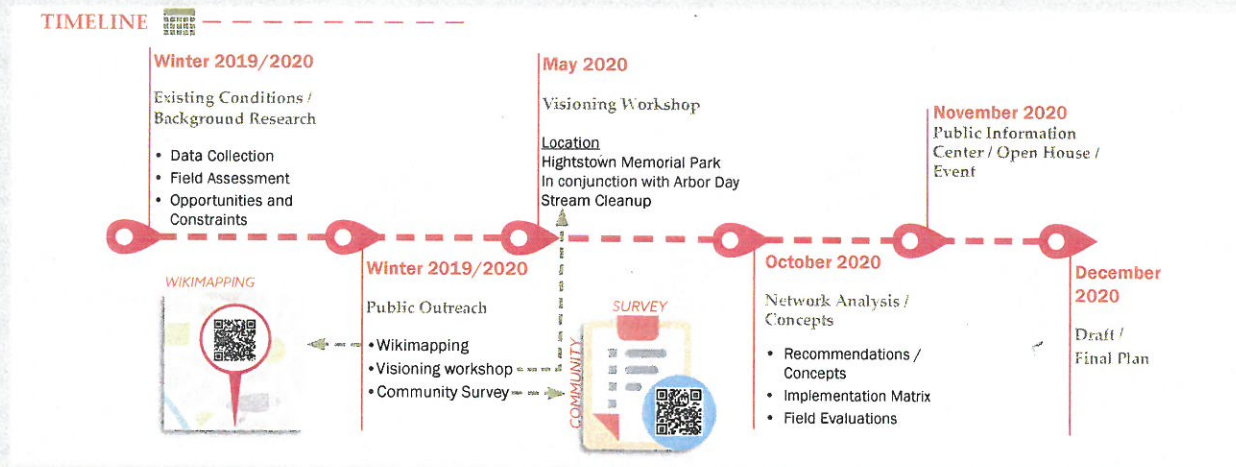 TIMELINE
Winter 2019/2020
Existing Conditions /
Background Research
• Data Collection
• Field Assessment
• Opportunities and
Constraints
Winter 2019/2020
Public Outreach
• Wikimapping
• Visioning workshop
• Community Survey
WIKIMAPPING
May 2020
Visioning Workshop
Location
Hightstown Memorial Park
In conjunction with Arbor Day
Stream Cleanup
COMMUNITY
SURVEY
October 2020
Network Analysis /
Concepts
• Recommendations /
Concepts
• Implementation Matrix
• Field Evaluations
November 2020
Public Information
Center / Open House /
Event
December
2020
Draft /
Final Plan